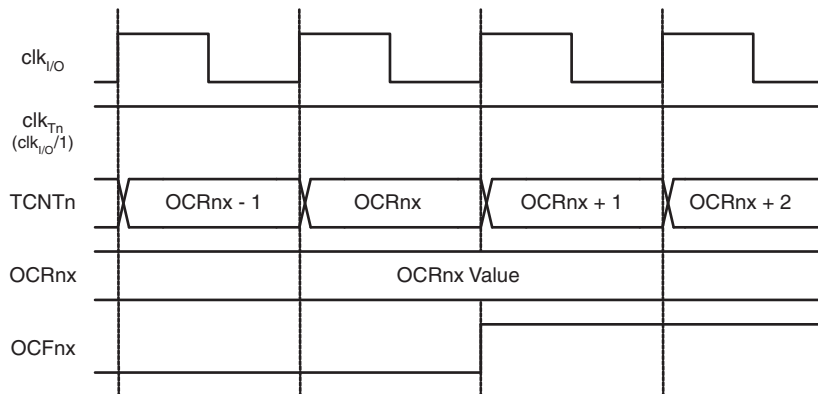 clkI/O
clkTn
(clkI/O/1)
TCNTn
OCRnx - 1
OCRnx
OCRnx + 1
OCRnx + 2
OCRnx
OCRnx Value
OCFnx